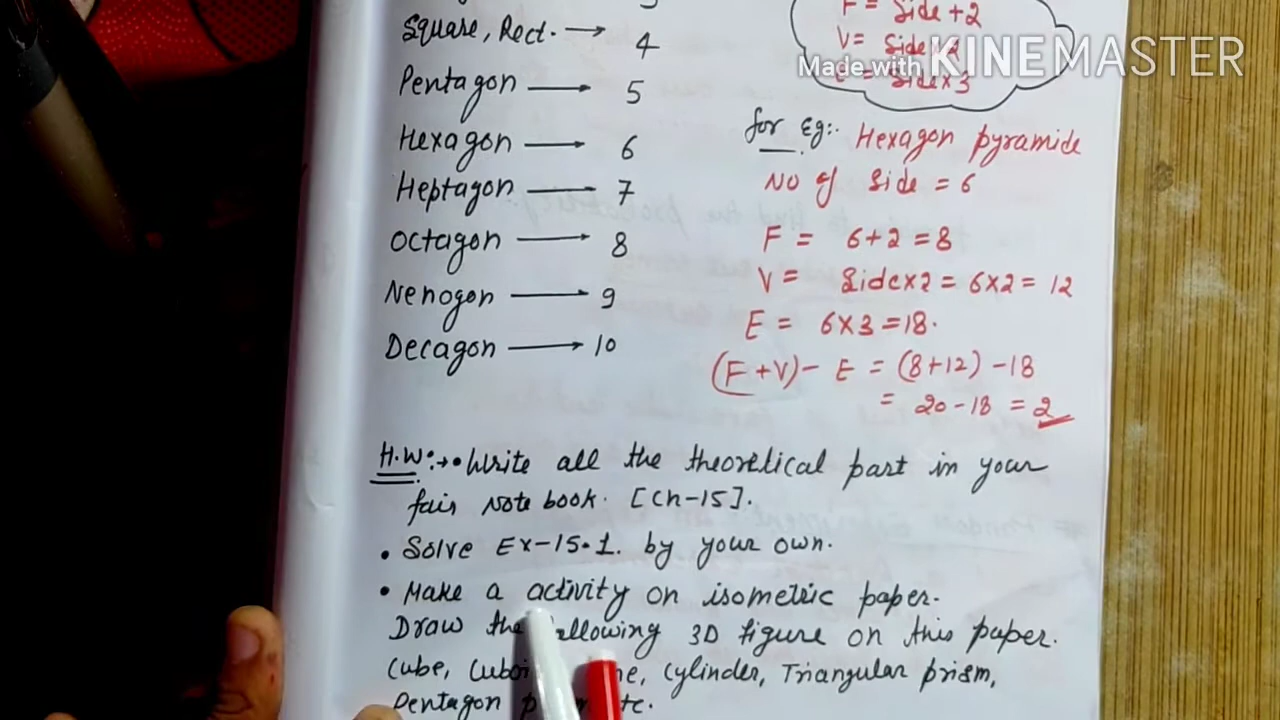 Square, Rect. → 4
Pentagon → 5
Hexagon → 6
Heptagon → 7
Octagon → 8
Nenogon → 9
Decagon → 10
F = Side + 2
V = Side × 2
= Side × 3
Made with KINEMASTER
for Eg:- Hexagon pyramide
No of Side = 6
F = 6+2 = 8
V = Side×2 = 6×2 = 12
E = 6×3 = 18.
(F+V) - E = (8+12) - 18
= 20 - 18 = 2
H.W:→ • Write all the theoretical part in your
fair Note book. [Ch-15].
• Solve Ex-15.1. by your own.
• Make a activity on isometric paper.
Draw the following 3D figure on this paper.
Cube, Cylinder, Triangular prism,
Pentagon